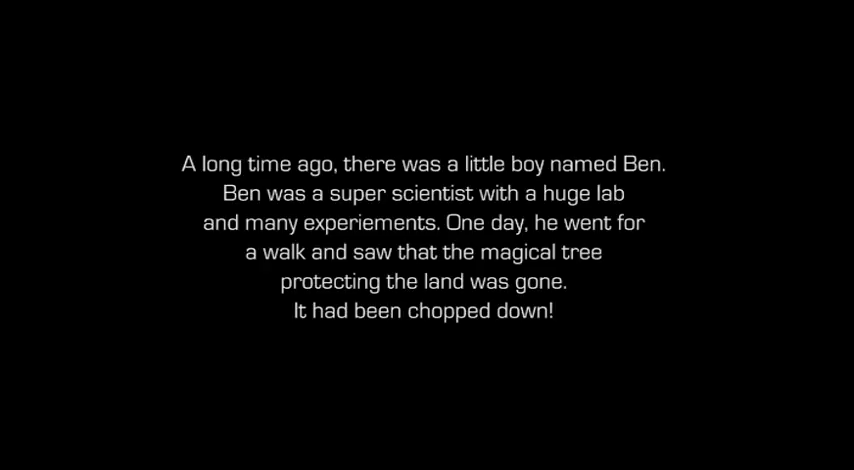 A long time ago, there was a little boy named Ben.
Ben was a super scientist with a huge lab
and many experiements. One day, he went for
a walk and saw that the magical tree
protecting the land was gone.
It had been chopped down!